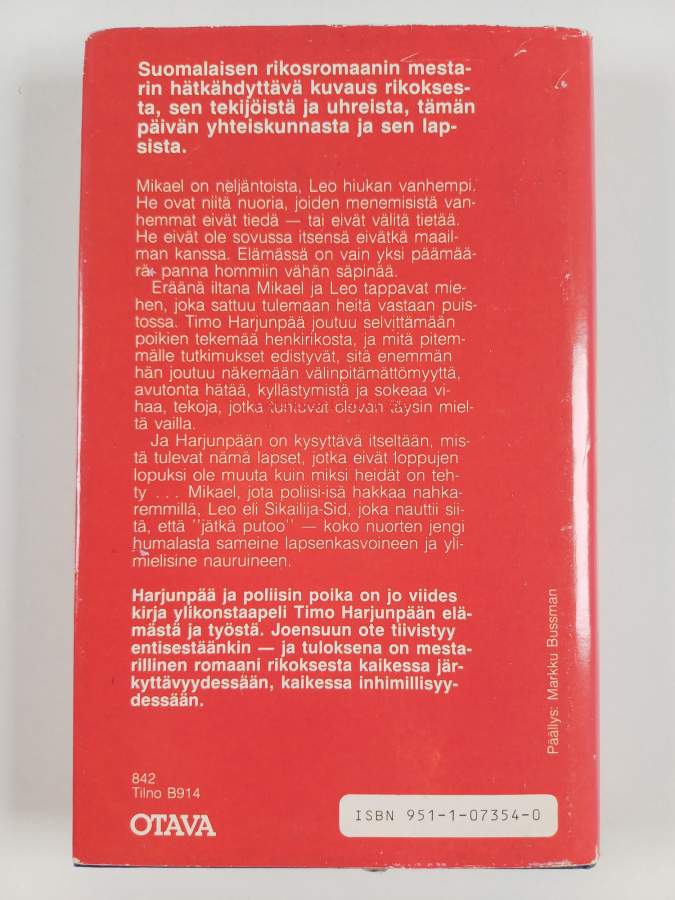 Suomalaisen rikosromaanin mesta-
rin hätkähdyttävä kuvaus rikokses-
ta, sen tekijöistä ja uhreista, tämän
päivän yhteiskunnasta ja sen lap-
sista.
Mikael on neljäntoista, Leo hiukan vanhempi.
He ovat niitä nuoria, joiden menemisistä van-
hemmat eivät tiedä — tai eivät välitä tietää.
He eivät ole sovussa itsensä eivätkä maail-
man kanssa. Elämässä on vain yksi päämää-
rä: panna hommiin vähän säpinää.
Eräänä iltana Mikael ja Leo tappavat mie-
hen, joka sattuu tulemaan heitä vastaan puis-
tossa. Timo Harjunpää joutuu selvittämään
poikien tekemää henkirikosta, ja mitä pitem-
mälle tutkimukset edistyvät, sitä enemmän
hän joutuu näkemään välinpitämättömyyttä,
avutonta hätää, kyllästymistä ja sokeaa vi-
haa, tekoja, jotka tuntuvat olevan täysin miel-
tä vailla.
Ja Harjunpään on kysyttävä itseltään, mis-
tä tulevat nämä lapset, jotka eivät loppujen
lopuksi ole muuta kuin miksi heidät on teh-
ty . . . Mikael, jota poliisi-isä hakkaa nahka-
remmillä, Leo eli Sikailija-Sid, joka nauttii sii-
tä, että "jätkä putoo" — koko nuorten jengi
humalasta sameine lapsenkasvoineen ja yli-
mielisine nauruineen.
Harjunpää ja poliisin poika on jo viides
kirja ylikonstaapeli Timo Harjunpään elä-
mästä ja työstä. Joensuun ote tiivistyy
entisestäänkin — ja tuloksena on mesta-
rillinen romaani rikoksesta kaikessa jär-
kyttävyydessään, kaikessa inhimillisyy-
dessään.
Päällys: Markku Bussman
842
Tilno B914
OTAVA
ISBN 951-1-07354-0